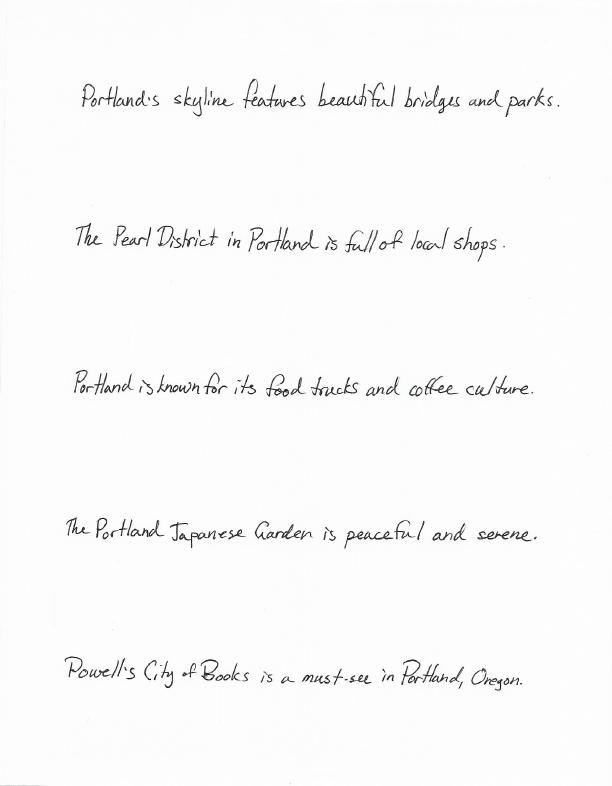 Portland's skyline features beautiful bridges and parks.
The Pearl District in Portland is full of local shops.
Portland is known for its food trucks and coffee culture.
The Portland Japanese Garden is peaceful and serene.
Powell's City of Books is a must-see in Portland, Oregon.